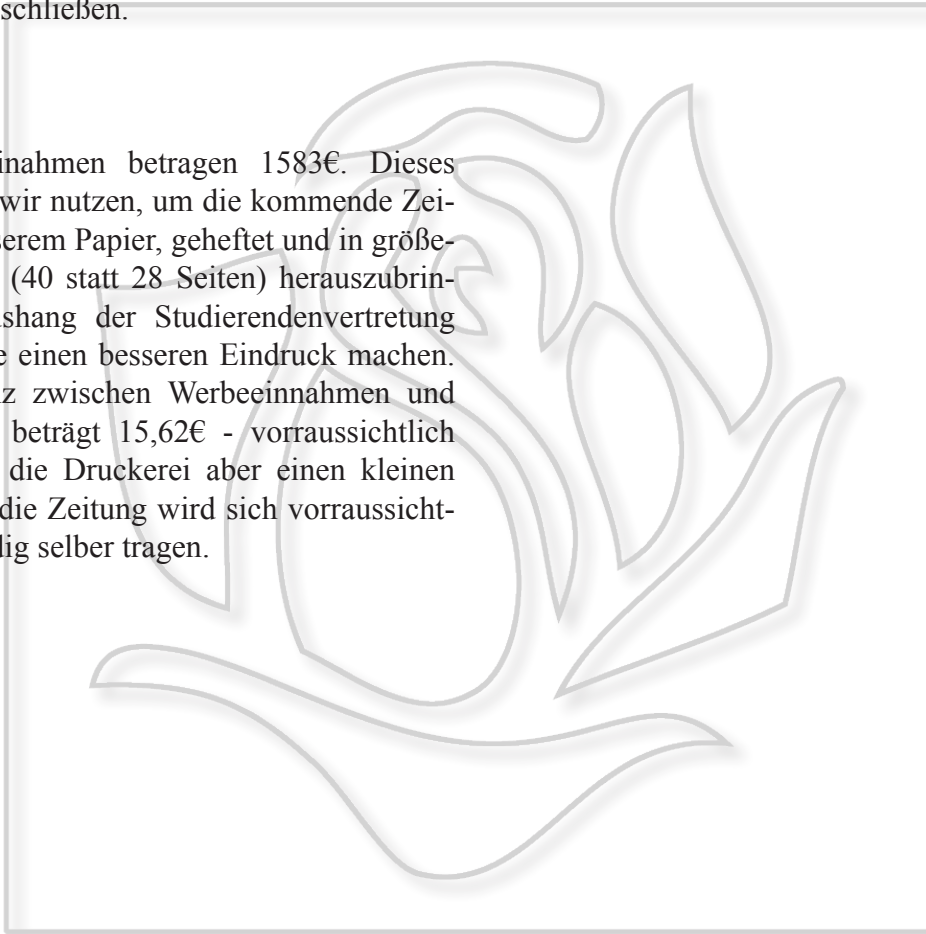 schließen.
inahmen betragen 1583€. Dieses
wir nutzen, um die kommende Zei-
serem Papier, geheftet und in größe-
(40 statt 28 Seiten) herauszubrin-
shang der Studierendenvertretung
e einen besseren Eindruck machen.
z zwischen Werbeeinnahmen und
beträgt 15,62€ - vorraussichtlich
die Druckerei aber einen kleinen
die Zeitung wird sich vorraussicht-
dig selber tragen.